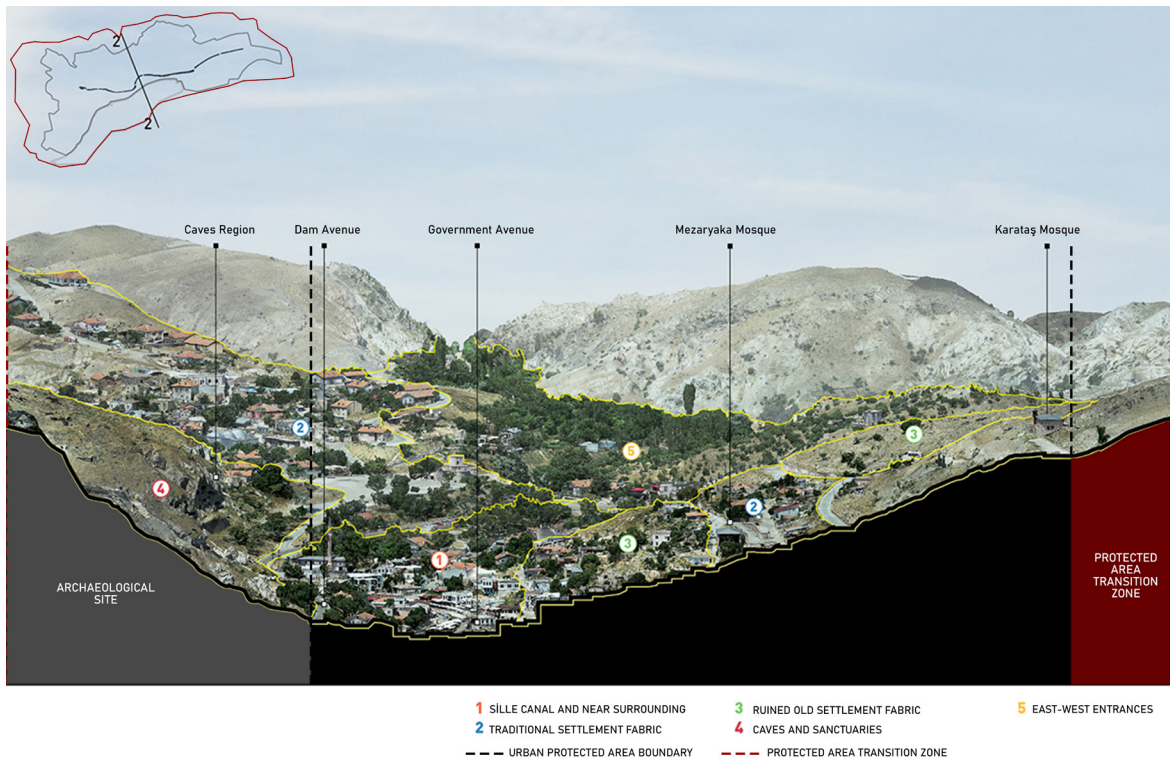 2
2
Caves Region
Dam Avenue
Government Avenue
Mezaryaka Mosque
Karataş Mosque
2
3
5
4
2
3
1
ARCHAEOLOGICAL
SITE
PROTECTED
AREA
TRANSITION
ZONE
1 SİLLE CANAL AND NEAR SURROUNDING
3 RUINED OLD SETTLEMENT FABRIC
5 EAST-WEST ENTRANCES
2 TRADITIONAL SETTLEMENT FABRIC
4 CAVES AND SANCTUARIES
URBAN PROTECTED AREA BOUNDARY
PROTECTED AREA TRANSITION ZONE